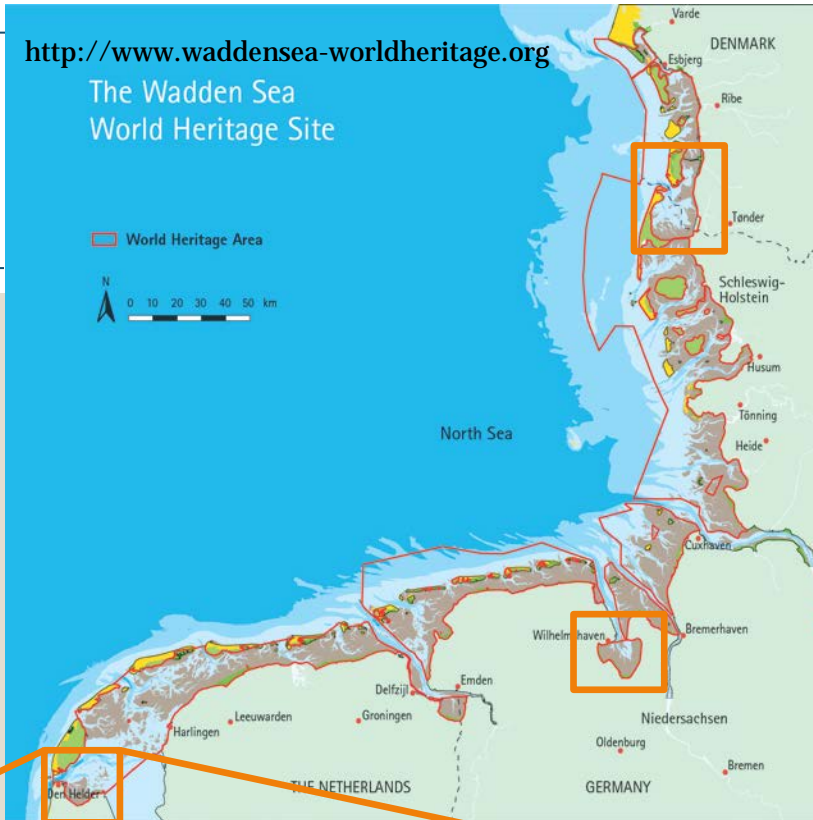 http://www.waddensea-worldheritage.org
The Wadden Sea
World Heritage Site
World Heritage Area
N
0 10 20 30 40 50 km
Varde
DENMARK
Esbjerg
Ribe
Tønder
Schleswig-
Holstein
Husum
Tönning
Heide
North Sea
Cuxhaven
Wilhelmshaven
Bremerhaven
Emden
Delfzijl
Niedersachsen
Leeuwarden
Groningen
Harlingen
Oldenburg
Bremen
Den Helder
THE NETHERLANDS
GERMANY